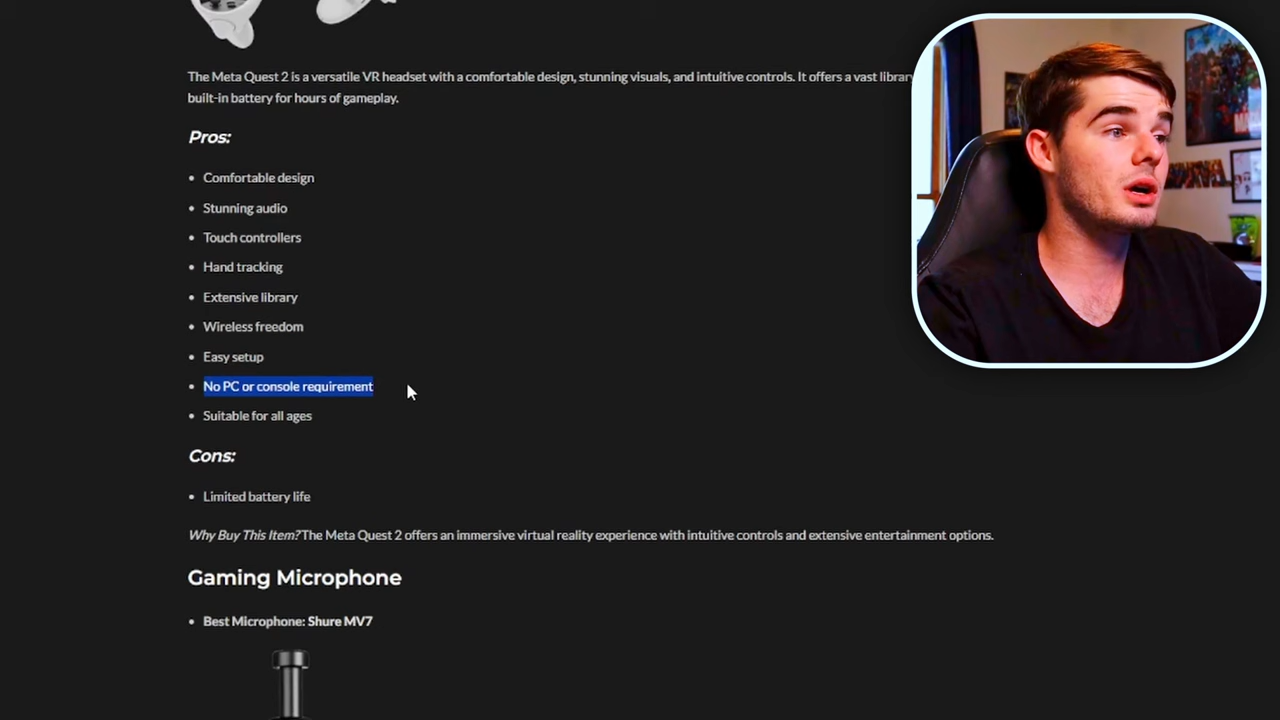 The Meta Quest 2 is a versatile VR headset with a comfortable design, stunning visuals, and intuitive controls. It offers a vast
built-in battery for hours of gameplay.
Pros:
Comfortable design
Stunning audio
Touch controllers
Hand tracking
Extensive library
Wireless freedom
Easy setup
No PC or console requirement
Suitable for all ages
Cons:
Limited battery life
Why Buy This Item? The Meta Quest 2 offers an immersive virtual reality experience with intuitive controls and extensive entertainment options.
Gaming Microphone
Best Microphone: Shure MV7